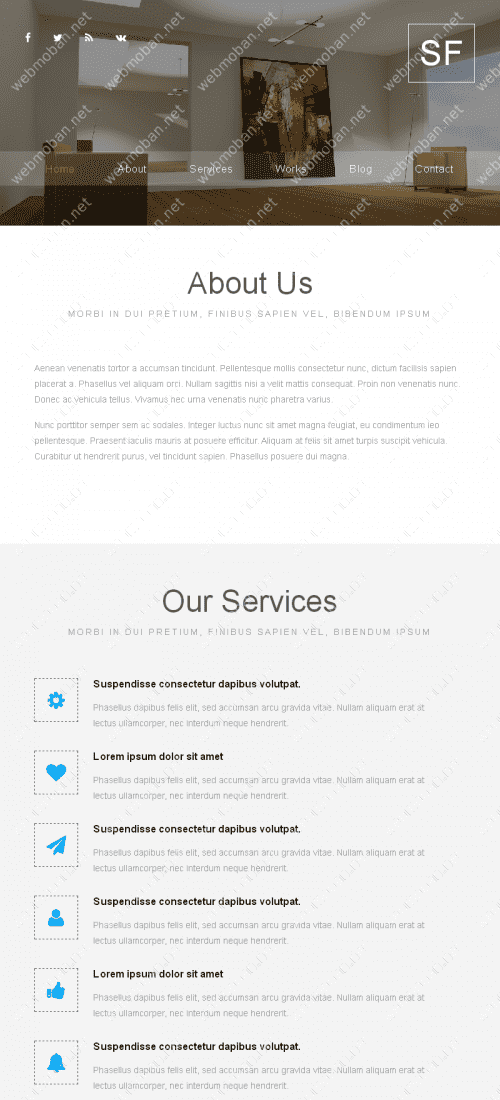 SF
Home About Services Works Blog Contact
About Us
MORBI IN DUI PRETIUM, FINIBUS SAPIEN VEL, BIBENDUM IPSUM
Aenean venenatis tortor a accumsan tincidunt. Pellentesque mollis consectetur nunc, dictum facilisis sapien
placerat a. Phasellus vel aliquam orci. Nullam sagittis nisi a velit mattis consequat. Proin non venenatis nunc.
Donec ac vehicula tellus. Vivamus nec urna venenatis nunc pharetra varius.
Nunc porttitor semper sem ac sodales. Integer luctus nunc sit amet magna feugiat, eu condimentum leo
pellentesque. Praesent iaculis mauris at posuere efficitur. Aliquam at felis sit amet turpis suscipit vehicula.
Curabitur ut hendrerit purus, vel tincidunt sapien. Phasellus posuere dui magna.
Our Services
MORBI IN DUI PRETIUM, FINIBUS SAPIEN VEL, BIBENDUM IPSUM
Suspendisse consectetur dapibus volutpat.
Phasellus dapibus felis elit, sed accumsan arcu gravida vitae. Nullam aliquam erat at
lectus ullamcorper, nec interdum neque hendrerit.
Lorem ipsum dolor sit amet
Phasellus dapibus felis elit, sed accumsan arcu gravida vitae. Nullam aliquam erat at
lectus ullamcorper, nec interdum neque hendrerit.
Suspendisse consectetur dapibus volutpat.
Phasellus dapibus felis elit, sed accumsan arcu gravida vitae. Nullam aliquam erat at
lectus ullamcorper, nec interdum neque hendrerit.
Suspendisse consectetur dapibus volutpat.
Phasellus dapibus felis elit, sed accumsan arcu gravida vitae. Nullam aliquam erat at
lectus ullamcorper, nec interdum neque hendrerit.
Lorem ipsum dolor sit amet
Phasellus dapibus felis elit, sed accumsan arcu gravida vitae. Nullam aliquam erat at
lectus ullamcorper, nec interdum neque hendrerit.
Suspendisse consectetur dapibus volutpat.
Phasellus dapibus felis elit, sed accumsan arcu gravida vitae. Nullam aliquam erat at
lectus ullamcorper, nec interdum neque hendrerit.
webmoban.net